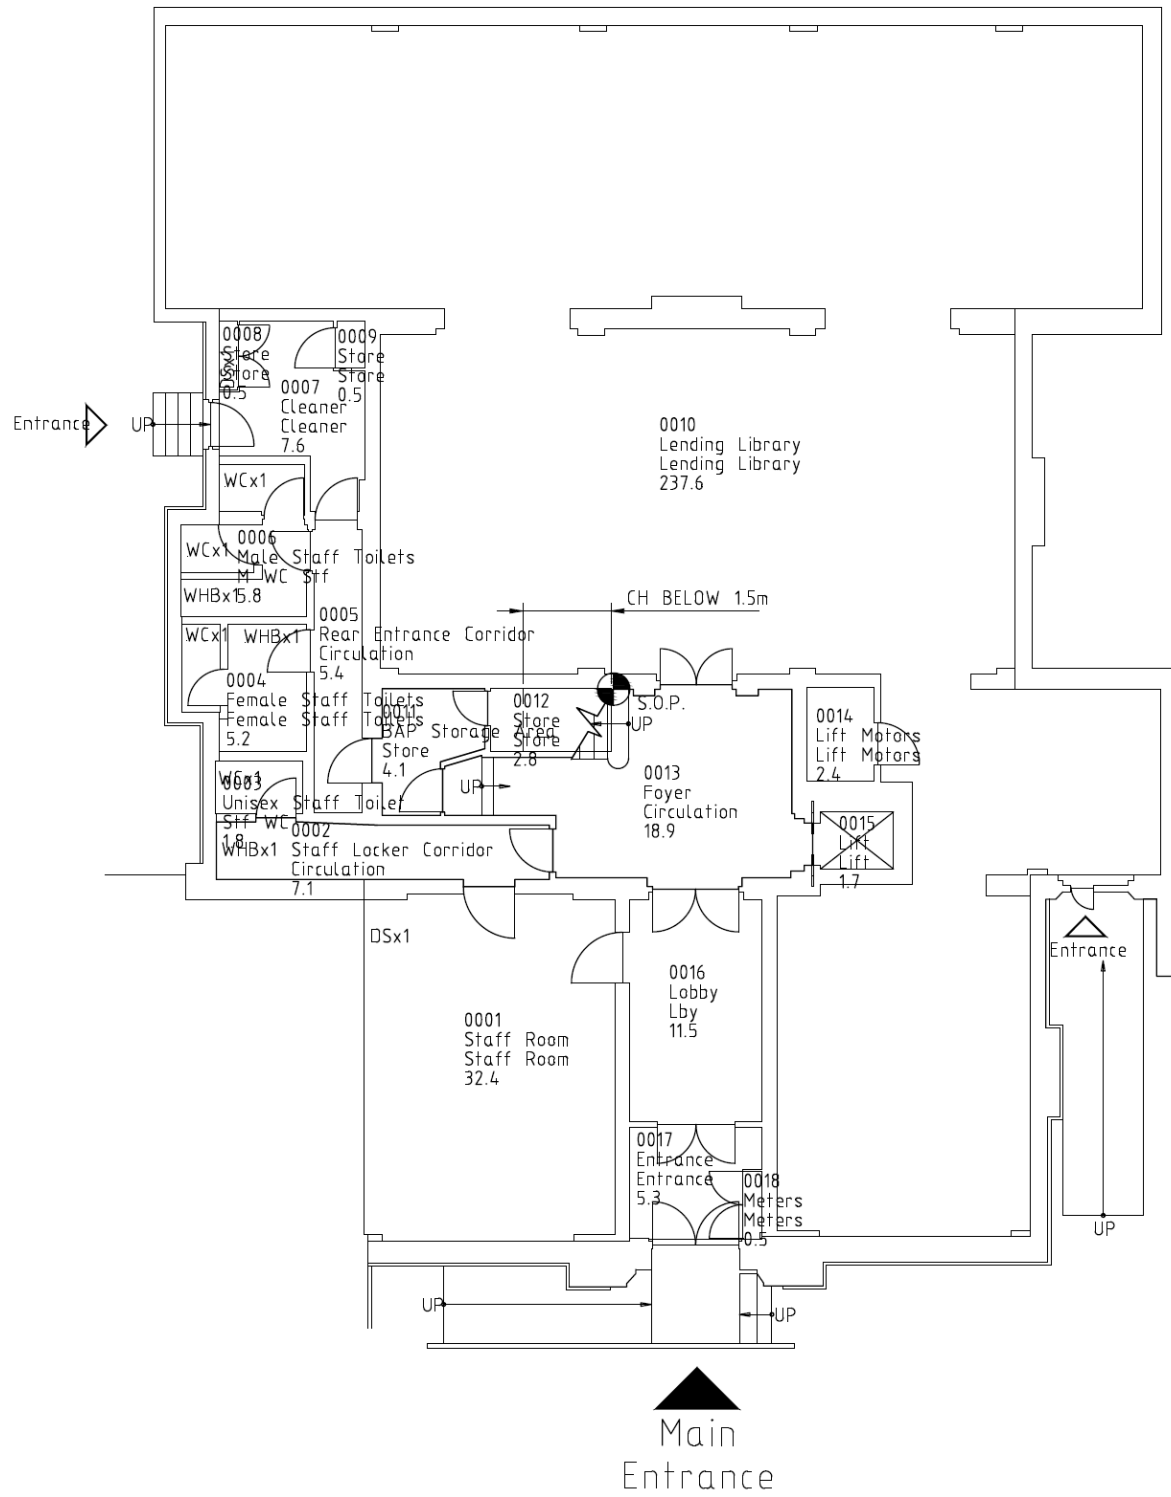 0008
Store
Store
0.5
DSx
0009
Store
Store
0.5
0007
Cleaner
Cleaner
7.6
Entrance
UP
0010
Lending Library
Lending Library
237.6
WCx1
WCx1
0006
Male Staff Toilets
M WC Stf
5.8
WHBx1
CH BELOW 1.5m
0005
Rear Entrance Corridor
Circulation
5.4
WCx1
WHBx1
0004
Female Staff Toilets
Female Staff Toilets
5.2
0011
BAP Storage Area
Store
4.1
0012
Store
Store
2.8
S.O.P.
UP
0014
Lift Motors
Lift Motors
2.4
0013
Foyer
Circulation
18.9
UP
WCx1
0003
Unisex Staff Toilet
Stf WC
1.8
WHBx1
0002
Staff Locker Corridor
Circulation
7.1
0015
Lift
Lift
1.7
DSx1
Entrance
0016
Lobby
Lby
11.5
0001
Staff Room
Staff Room
32.4
0017
Entrance
Entrance
5.3
0018
Meters
Meters
0.5
UP
UP
UP
Main
Entrance